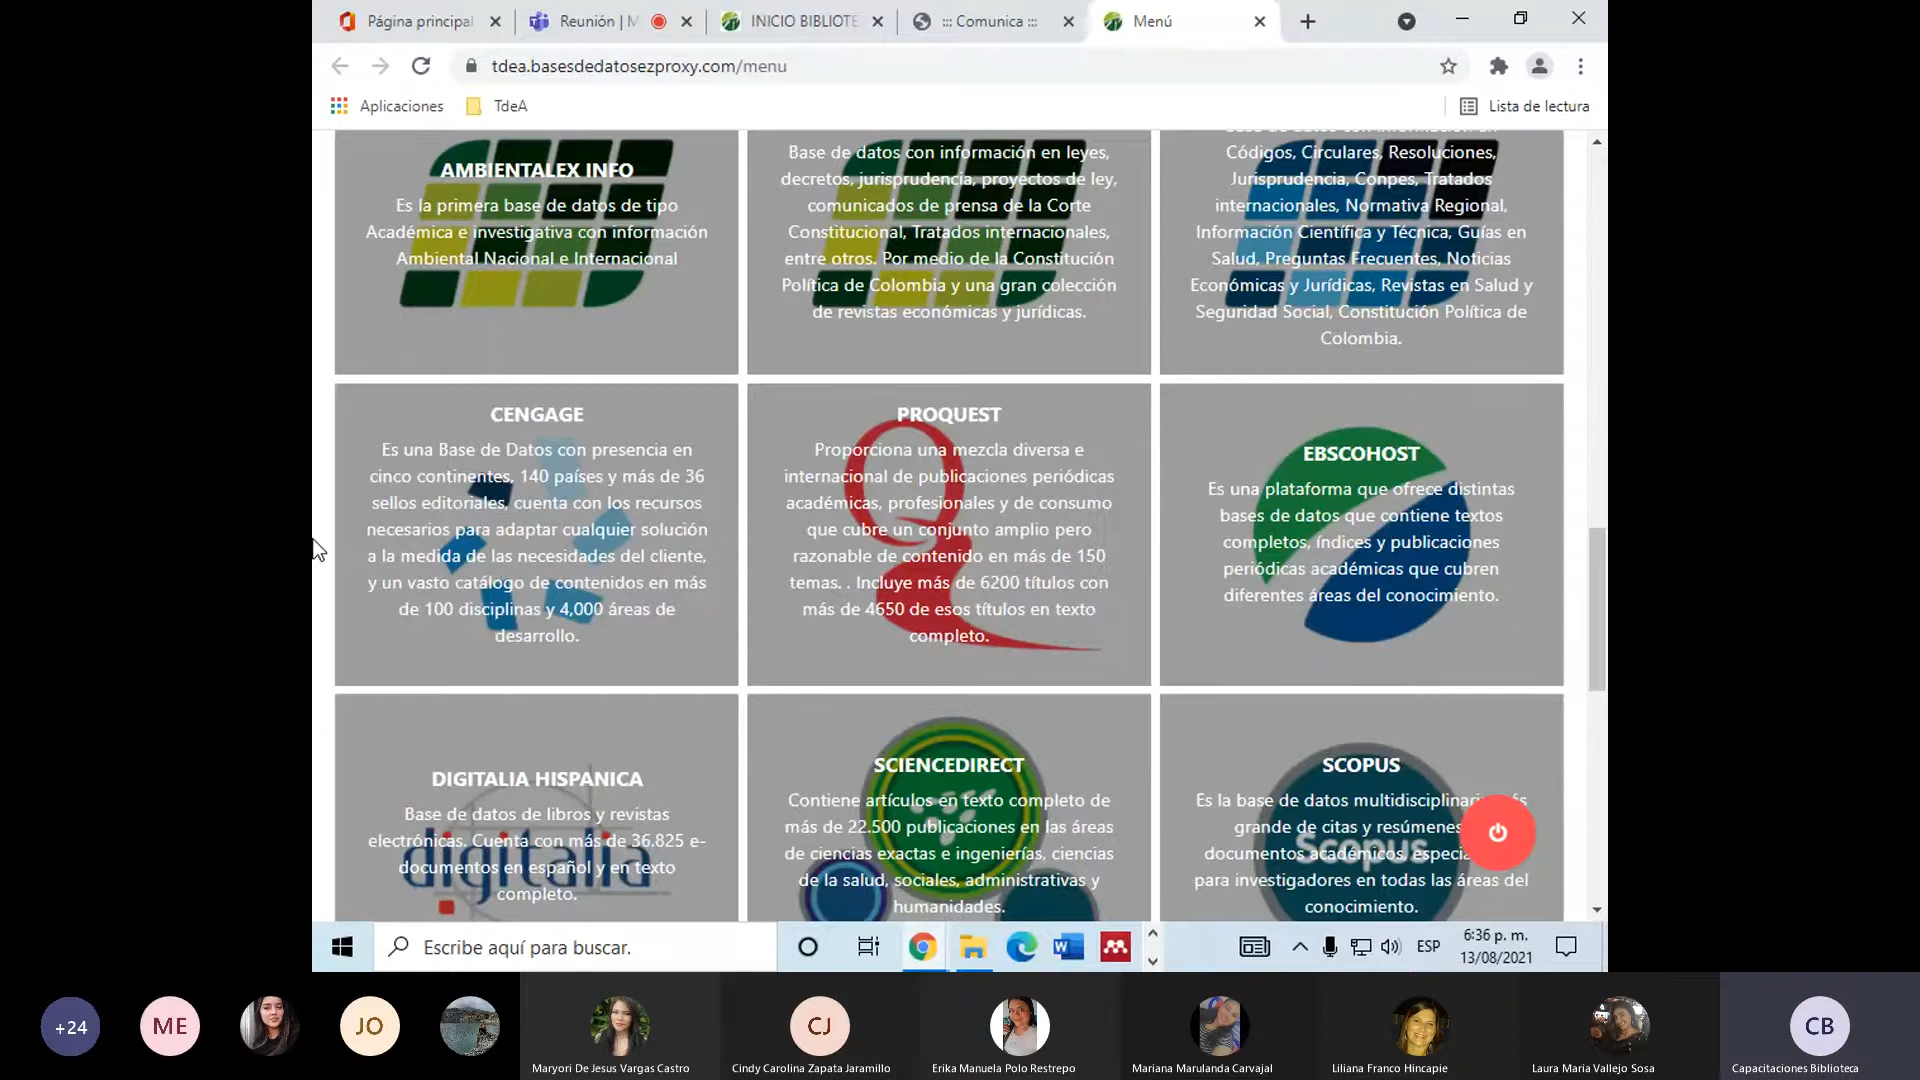 Página principal
Reunión | M
INICIO BIBLIOTE
::: Comunica :::
Menú
tdea.basesdedatosezproxy.com/menu
Aplicaciones
TdeA
Lista de lectura
AMBIENTALEX INFO
Es la primera base de datos de tipo
Académica e investigativa con información
Ambiental Nacional e Internacional
Base de datos con información en leyes,
decretos, jurisprudencia, proyectos de ley,
comunicados de prensa de la Corte
Constitucional, Tratados internacionales,
entre otros. Por medio de la Constitución
Política de Colombia y una gran colección
de revistas económicas y jurídicas.
Códigos, Circulares, Resoluciones,
Jurisprudencia, Conpes, Tratados
internacionales, Normativa Regional,
Información Científica y Técnica, Guías en
Salud, Preguntas Frecuentes, Noticias
Económicas y Jurídicas, Revistas en Salud y
Seguridad Social, Constitución Política de
Colombia.
CENGAGE
Es una Base de Datos con presencia en
cinco continentes, 140 países y más de 36
sellos editoriales, cuenta con los recursos
necesarios para adaptar cualquier solución
a la medida de las necesidades del cliente,
y un vasto catálogo de contenidos en más
de 100 disciplinas y 4,000 áreas de
desarrollo.
PROQUEST
Proporciona una mezcla diversa e
internacional de publicaciones periódicas
académicas, profesionales y de consumo
que cubre un conjunto amplio pero
razonable de contenido en más de 150
temas. . Incluye más de 6200 títulos con
más de 4650 de esos títulos en texto
completo.
EBSCOHOST
Es una plataforma que ofrece distintas
bases de datos que contiene textos
completos, índices y publicaciones
periódicas académicas que cubren
diferentes áreas del conocimiento.
DIGITALIA HISPANICA
Base de datos de libros y revistas
electrónicas. Cuenta con más de 36.825 e-
documentos en español y en texto
completo.
digitalia
SCIENCEDIRECT
Contiene artículos en texto completo de
más de 22.500 publicaciones en las áreas
de ciencias exactas e ingenierías, ciencias
de la salud, sociales, administrativas y
humanidades.
SCOPUS
Es la base de datos multidisciplinari
grande de citas y resúmenes
documentos académicos, especia
para investigadores en todas las áreas del
conocimiento.
Scopus
Escribe aquí para buscar.
ESP
6:36 p. m.
13/08/2021
+24
ME
JO
CJ
CB
Maryori De Jesus Vargas Castro
Cindy Carolina Zapata Jaramillo
Erika Manuela Polo Restrepo
Mariana Marulanda Carvajal
Liliana Franco Hincapie
Laura Maria Vallejo Sosa
Capacitaciones Biblioteca